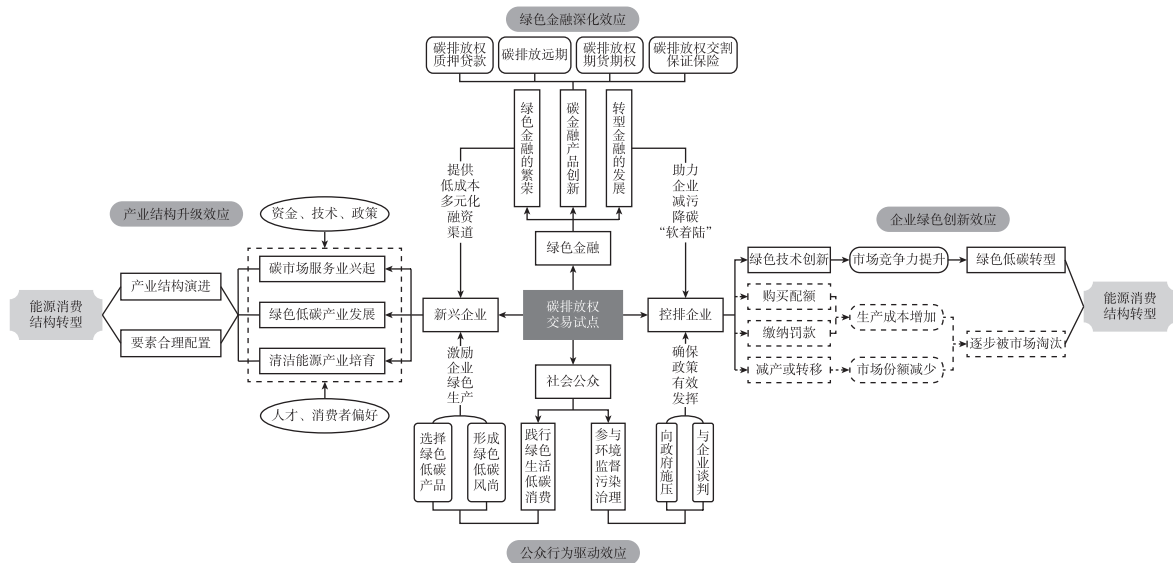 绿色金融深化效应
碳排放权
质押贷款
碳排放远期
碳排放权
期货期权
碳排放权交割
保证保险
绿色金融的繁荣
碳金融产品创新
转型金融的发展
提供
低成本
多元化
融资
渠道
助力
企业
减污
降碳
“软着陆”
绿色金融
产业结构升级效应
资金、技术、政策
碳市场服务业兴起
绿色低碳产业发展
清洁能源产业培育
人才、消费者偏好
产业结构演进
要素合理配置
能源消费
结构转型
新兴企业
碳排放权
交易试点
控排企业
企业绿色创新效应
绿色技术创新
市场竞争力提升
绿色低碳转型
购买配额
缴纳罚款
减产或转移
生产成本增加
市场份额减少
逐步被市场淘汰
能源消费
结构转型
激励
企业
绿色
生产
社会公众
确保
政策
有效
发挥
选择
绿色
低碳
产品
形成
绿色
低碳
风尚
践行
绿色
生活
低碳
消费
参与
环境
监督
污染
治理
向政府施压
与企业谈判
公众行为驱动效应